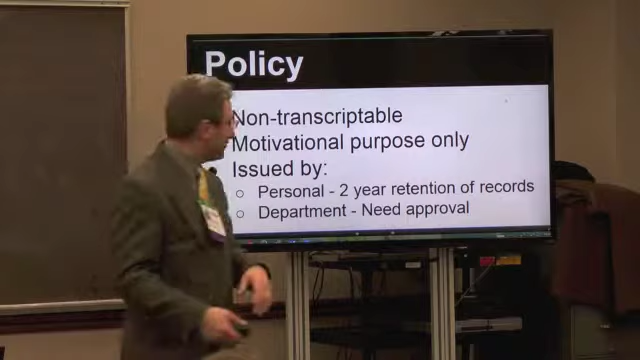 Policy
Non-transcriptable
Motivational purpose only
Issued by:
○ Personal - 2 year retention of records
○ Department - Need approval